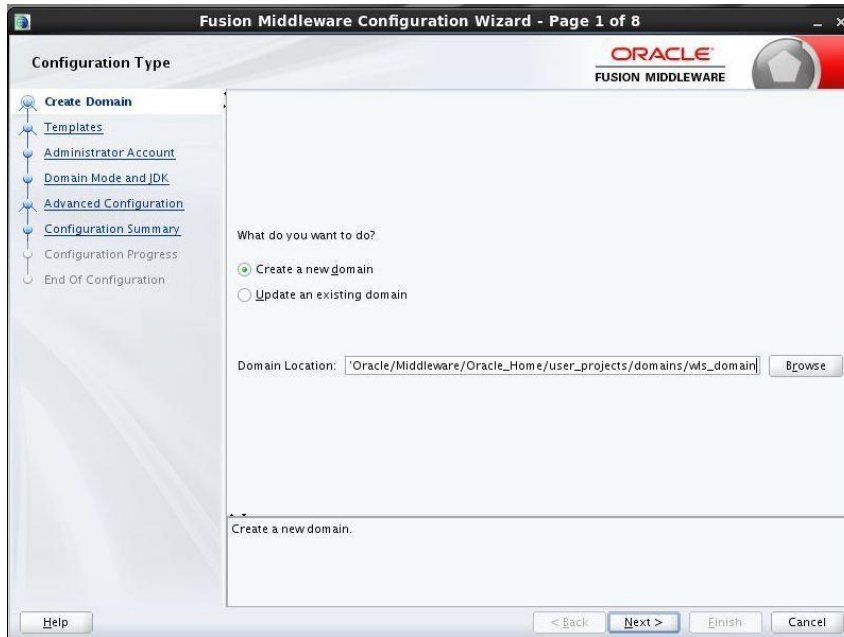 Fusion Middleware Configuration Wizard - Page 1 of 8
Configuration Type
ORACLE
FUSION MIDDLEWARE
Create Domain
Templates
Administrator Account
Domain Mode and JDK
Advanced Configuration
Configuration Summary
Configuration Progress
End Of Configuration
What do you want to do?
Create a new domain
Update an existing domain
Domain Location: 'Oracle/Middleware/Oracle_Home/user_projects/domains/wls_domain Browse
Create a new domain.
Help < Back Next > Finish Cancel